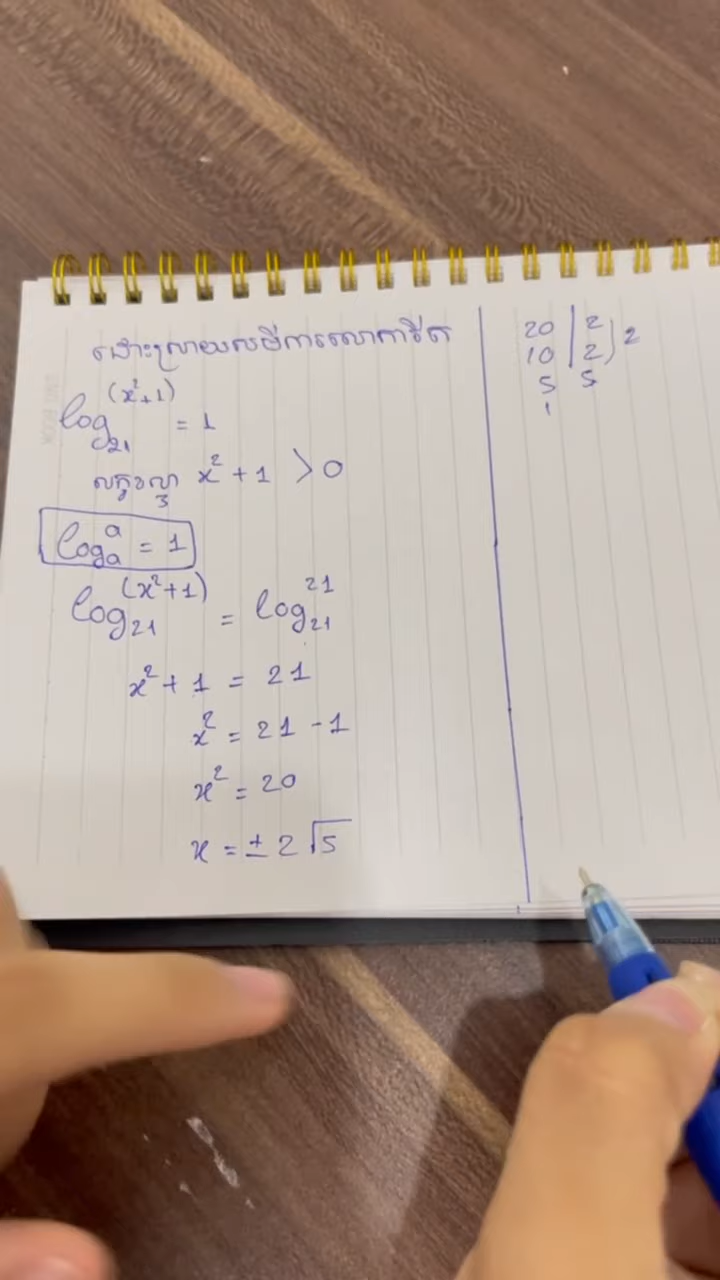 ដោះស្រាយសមីការលោការីត
log₂₁(x²+1) = 1
លក្ខខណ្ឌ x²+1 > 0
logₐᵃ = 1
log₂₁(x²+1) = log₂₁21
x²+1 = 21
x² = 21-1
x² = 20
x = ±2√5
20 | 2
10 | 2 ) 2
5 5
1